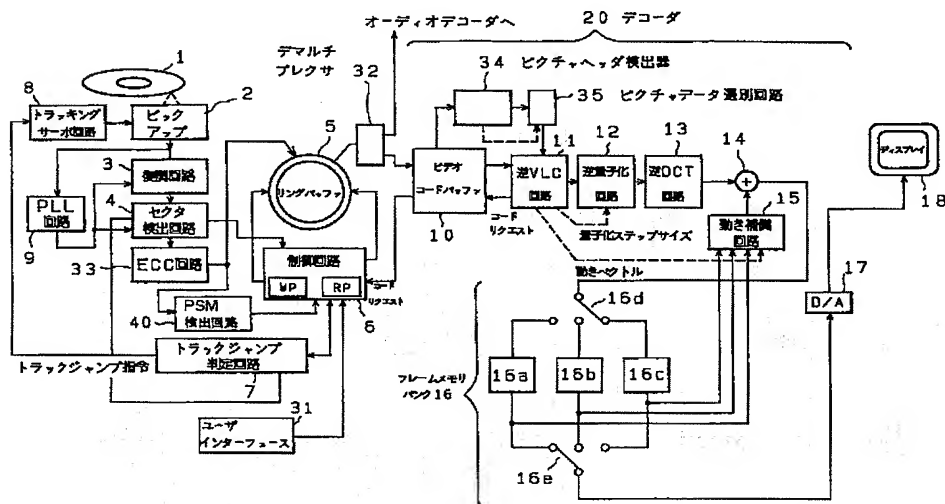 オーディオデコーダへ
20 デコーダ
デマルチ
プレクサ
32
34 ピクチャヘッダ検出器
35 ピクチャデータ選別回路
1
8
トラッキング
サーボ回路
2
ピック
アップ
3
復調回路
4
セクタ
検出回路
PLL
回路
9
33
ECC回路
5
リングバッファ
制御回路
WP
RP
6
コード
リクエスト
PSM
検出回路
40
トラックジャンプ
判定回路
7
トラックジャンプ指令
31
ユーザ
インターフェース
ビデオ
コードバッファ
10
11
逆VLC
回路
コード
リクエスト
12
逆量子化
回路
量子化ステップサイズ
13
逆DCT
回路
14
15
動き補償
回路
動きベクトル
16d
16a
16b
16c
16e
フレームメモリ
バンク16
17
D/A
ディスプレイ
18